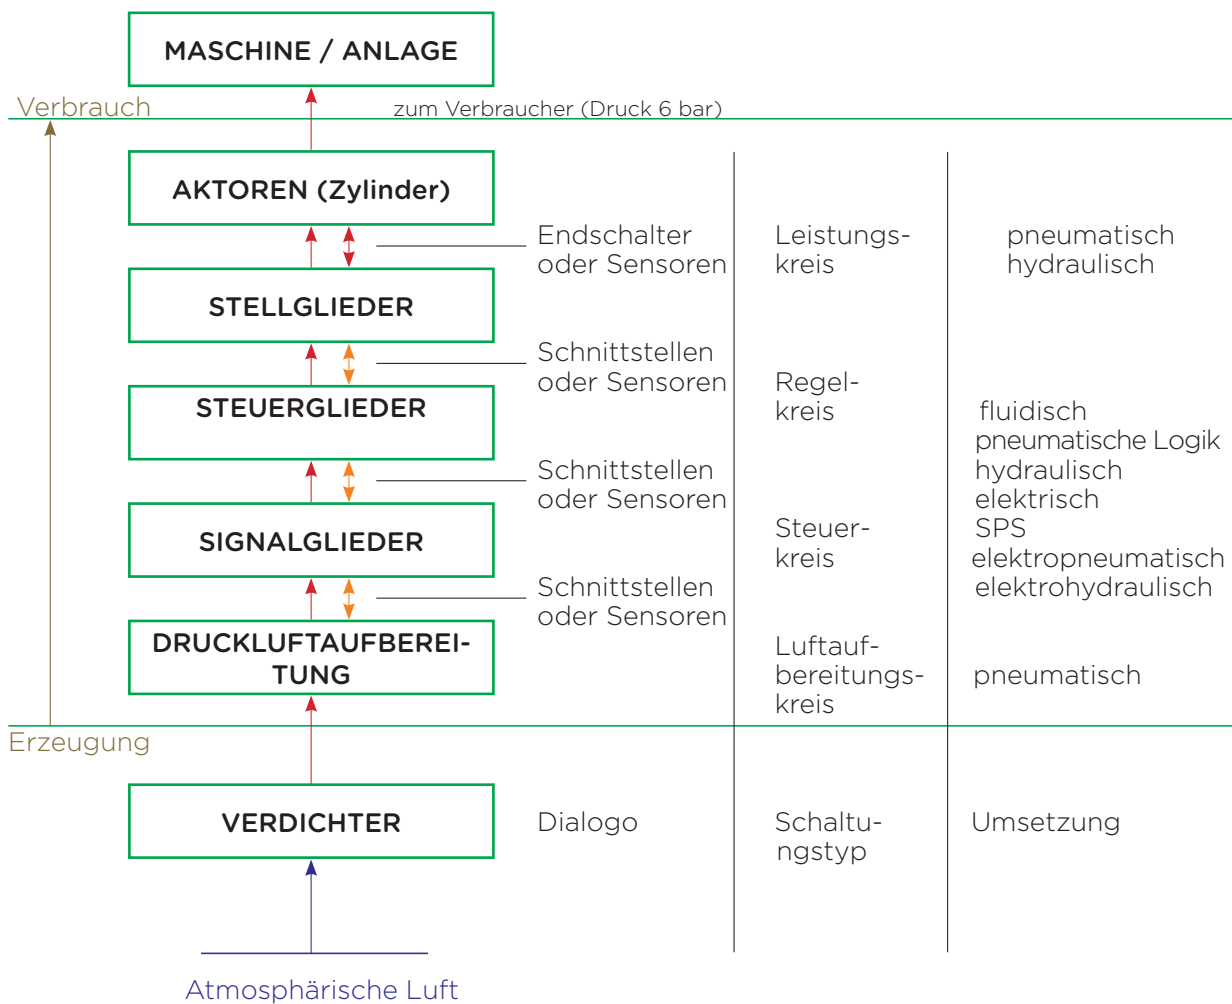 MASCHINE / ANLAGE
Verbrauch
zum Verbraucher (Druck 6 bar)
AKTOREN (Zylinder)
Endschalter
oder Sensoren
Leistungs-
kreis
pneumatisch
hydraulisch
STELLGLIEDER
Schnittstellen
oder Sensoren
Regel-
kreis
STEUERGLIEDER
fluidisch
pneumatische Logik
hydraulisch
elektrisch
SPS
elektropneumatisch
elektrohydraulisch
Schnittstellen
oder Sensoren
SIGNALGLIEDER
Steuer-
kreis
Schnittstellen
oder Sensoren
DRUCKLUFTAUFBEREI-
TUNG
Luftauf-
bereitungs-
kreis
pneumatisch
Erzeugung
VERDICHTER
Dialogo
Schaltu-
ngstyp
Umsetzung
Atmosphärische Luft